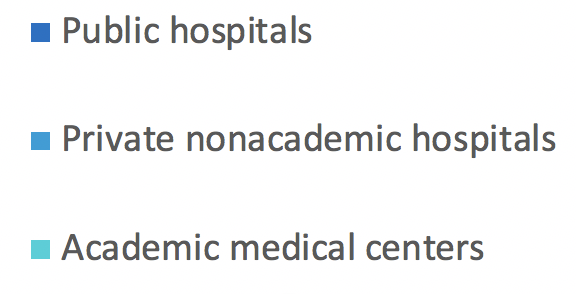 Public hospitals
Private nonacademic hospitals
Academic medical centers